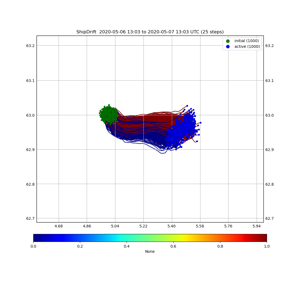 ShipDrift 2020-05-06 13:03 to 2020-05-07 13:03 UTC (25 steps)
initial (1000)
active (1000)
63.2 63.2
63.1 63.1
63.0 63.0
62.9 62.9
62.8 62.8
62.7 62.7
4.68 4.86 5.04 5.22 5.40 5.58 5.76 5.94
0.0 0.2 0.4 0.6 0.8 1.0
None